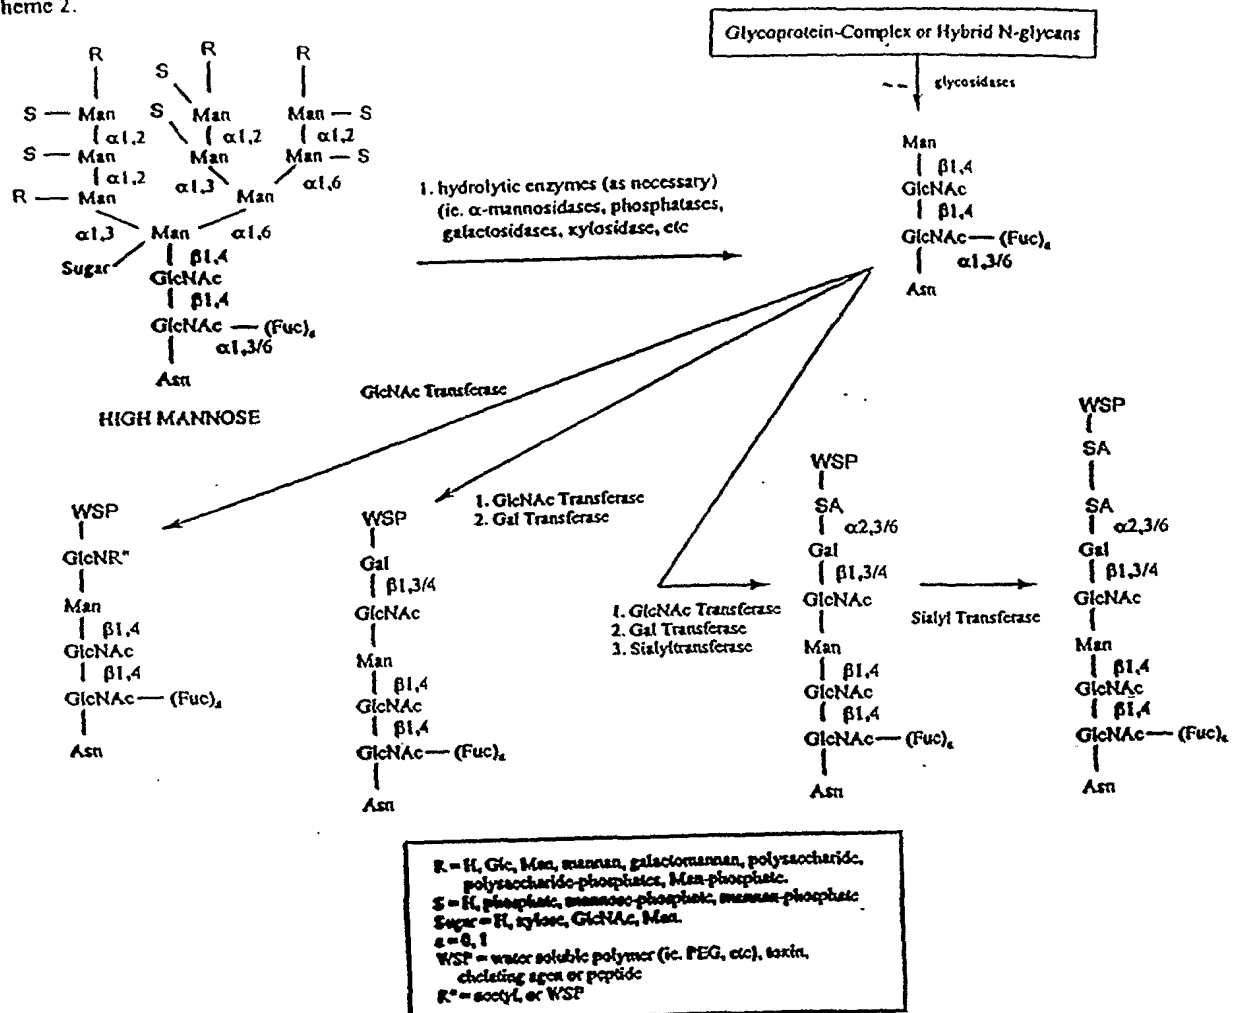 heme 2.
Glycoprotein-Complex or Hybrid N-glycans
glycosidases
R
R
R
S
S — Man
S
Man
Man — S
α1,2
α1,2
α1,2
S — Man
Man
Man — S
α1,2
α1,3
α1,6
R — Man
Man
α1,3
Man
α1,6
Sugar
β1,4
GlcNAc
β1,4
GlcNAc — (Fuc)a
α1,3/6
Asn
HIGH MANNOSE
1. hydrolytic enzymes (as necessary)
(ie. α-mannosidases, phosphatases,
galactosidases, xylosidase, etc
Man
β1,4
GlcNAc
β1,4
GlcNAc — (Fuc)a
α1,3/6
Asn
GlcNAc Transferase
1. GlcNAc Transferase
2. Gal Transferase
1. GlcNAc Transferase
2. Gal Transferase
3. Sialyltransferase
Sialyl Transferase
WSP
GlcNR"
Man
β1,4
GlcNAc
β1,4
GlcNAc — (Fuc)a
Asn
WSP
Gal
β1,3/4
GlcNAc
Man
β1,4
GlcNAc
β1,4
GlcNAc — (Fuc)a
Asn
WSP
SA
α2,3/6
Gal
β1,3/4
GlcNAc
Man
β1,4
GlcNAc
β1,4
GlcNAc — (Fuc)a
Asn
WSP
SA
SA
α2,3/6
Gal
β1,3/4
GlcNAc
Man
β1,4
GlcNAc
β1,4
GlcNAc — (Fuc)a
Asn
R = H, Glc, Man, mannan, galactomannan, polysaccharide,
polysaccharide-phosphates, Man-phosphate.
S = H, phosphate, mannose-phosphate, mannan-phosphate
Sugar = H, xylose, GlcNAc, Man.
a = 0, 1
WSP = water soluble polymer (ie. PEG, etc), toxin,
chelating agen or peptide
R" = acetyl, or WSP